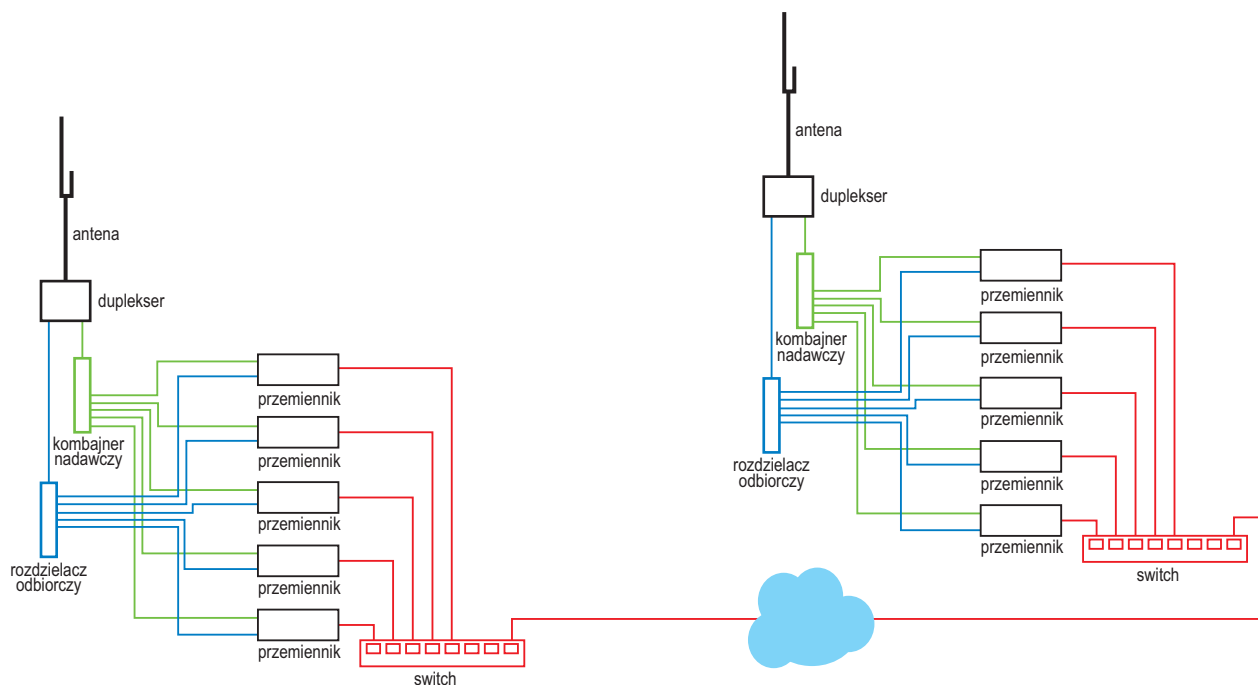 antena
duplekser
kombajner
nadawczy
rozdzielacz
odbiorczy
przemiennik
przemiennik
przemiennik
przemiennik
przemiennik
switch
antena
duplekser
kombajner
nadawczy
rozdzielacz
odbiorczy
przemiennik
przemiennik
przemiennik
przemiennik
przemiennik
switch